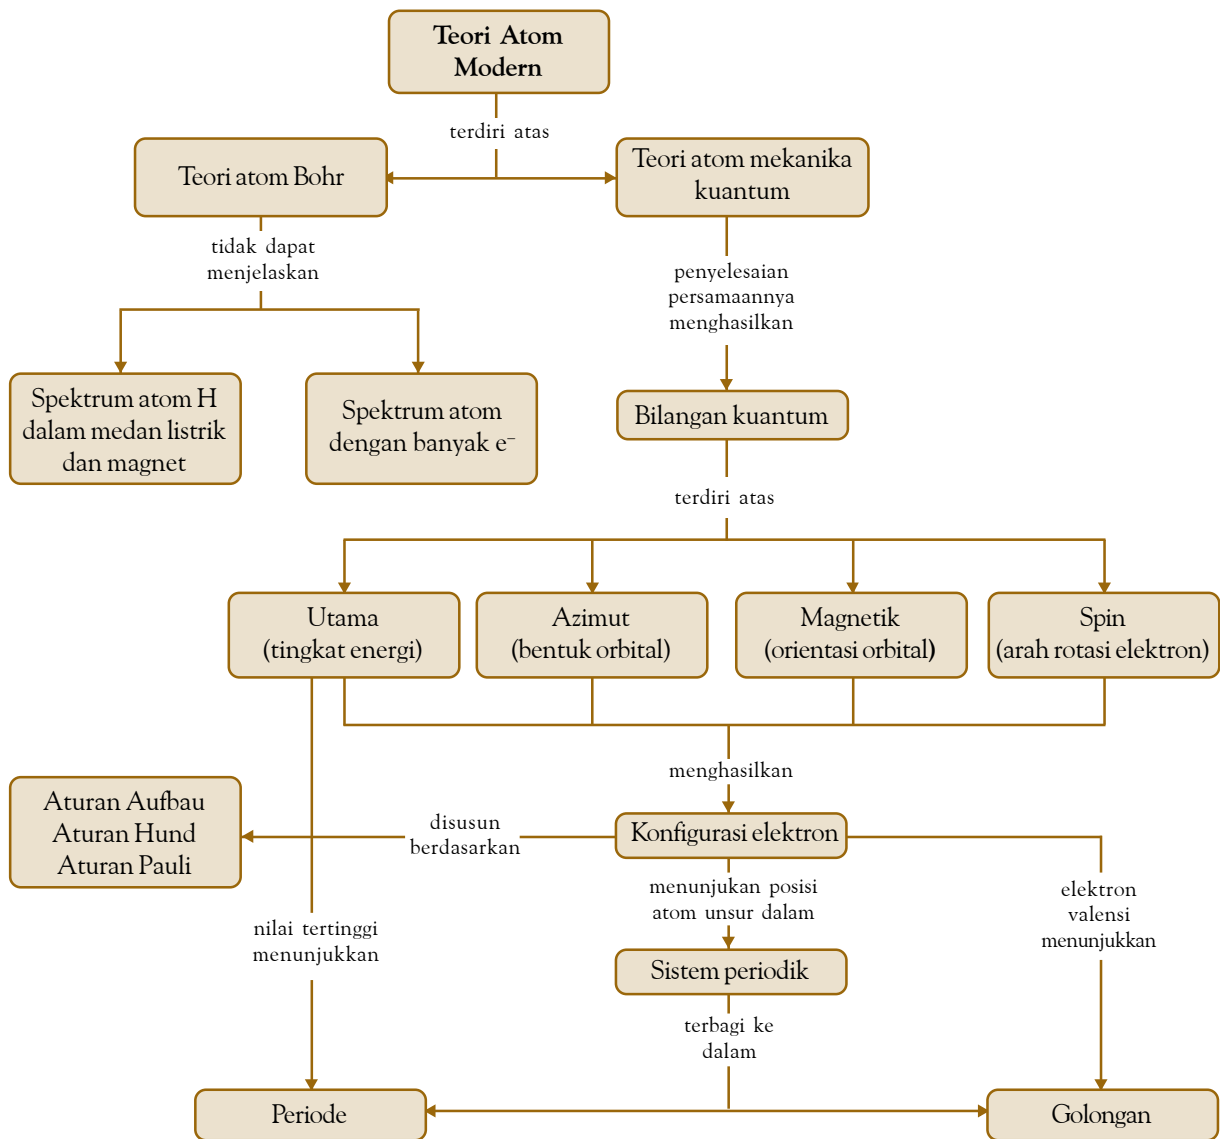 Teori Atom
Modern
terdiri atas
Teori atom Bohr
Teori atom mekanika
kuantum
tidak dapat
menjelaskan
penyelesaian
persamaannya
menghasilkan
Spektrum atom H
dalam medan listrik
dan magnet
Spektrum atom
dengan banyak e⁻
Bilangan kuantum
terdiri atas
Utama
(tingkat energi)
Azimut
(bentuk orbital)
Magnetik
(orientasi orbital)
Spin
(arah rotasi elektron)
menghasilkan
Aturan Aufbau
Aturan Hund
Aturan Pauli
disusun
berdasarkan
Konfigurasi elektron
menunjukan posisi
atom unsur dalam
elektron
valensi
menunjukkan
nilai tertinggi
menunjukkan
Sistem periodik
terbagi ke
dalam
Periode
Golongan